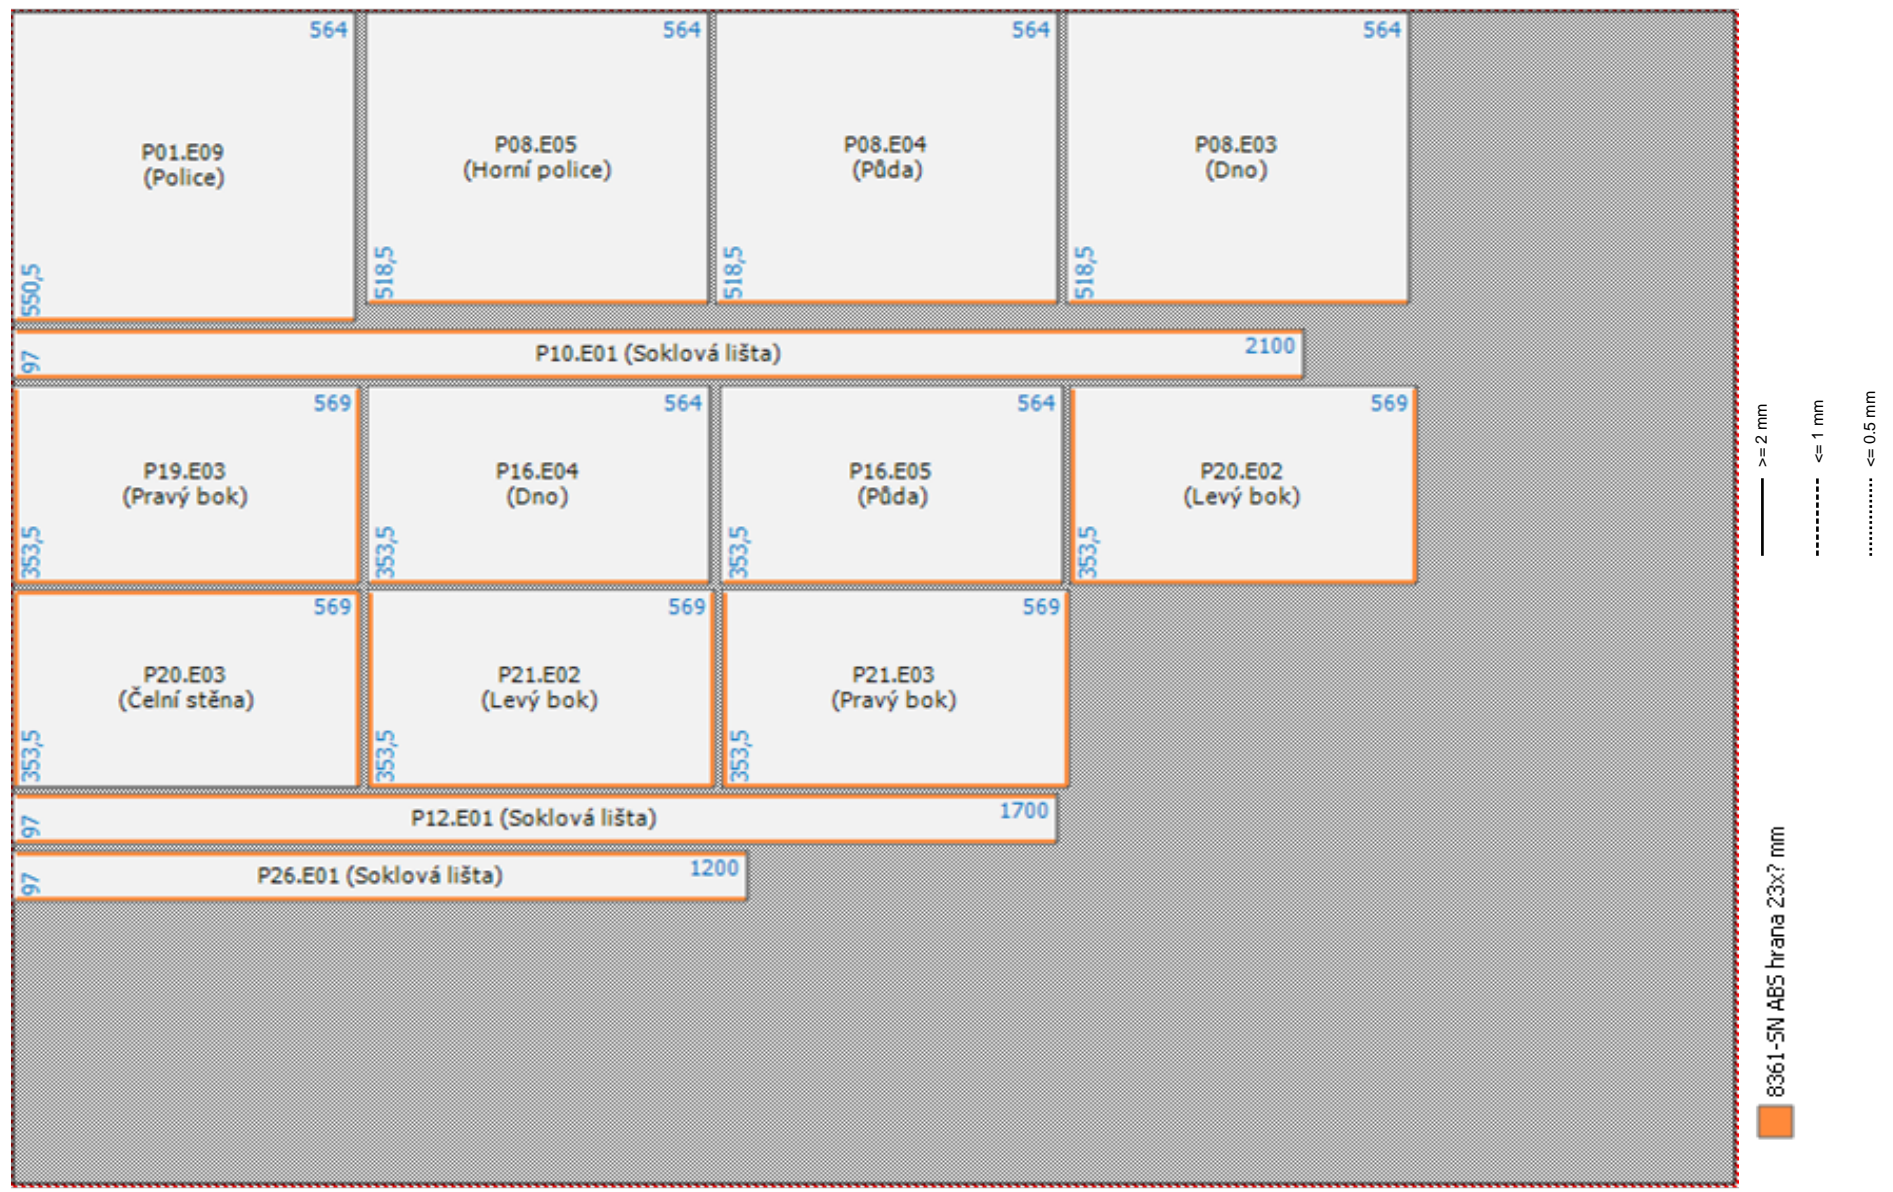 564
P01.E09
(Police)
550,5
564
P08.E05
(Horní police)
518,5
564
P08.E04
(Půda)
518,5
564
P08.E03
(Dno)
518,5
97
P10.E01 (Soklová lišta)
2100
569
P19.E03
(Pravý bok)
353,5
564
P16.E04
(Dno)
353,5
564
P16.E05
(Půda)
353,5
569
P20.E02
(Levý bok)
353,5
569
P20.E03
(Čelní stěna)
353,5
569
P21.E02
(Levý bok)
353,5
569
P21.E03
(Pravý bok)
353,5
97
P12.E01 (Soklová lišta)
1700
97
P26.E01 (Soklová lišta)
1200
>= 2 mm
<= 1 mm
<= 0.5 mm
8361-SN ABS hrana 23x? mm